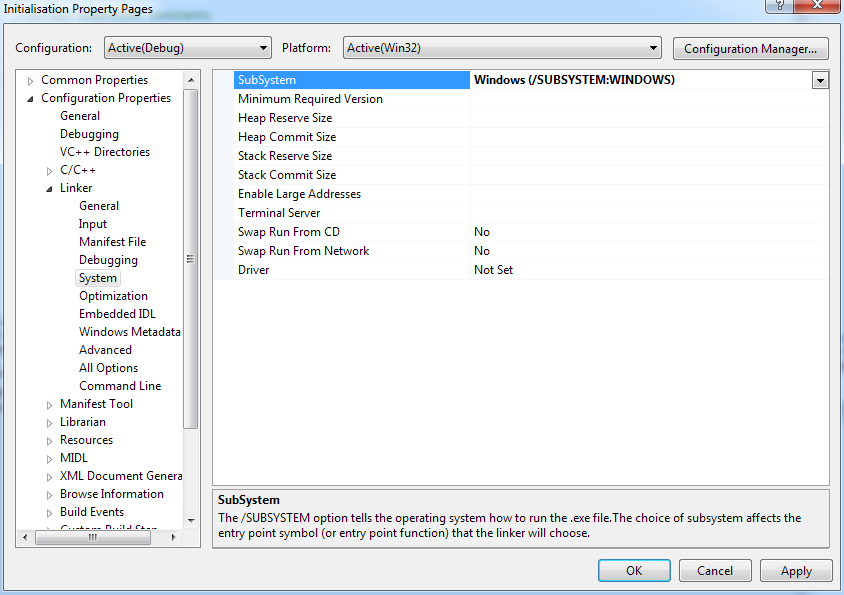 Initialisation Property Pages
?
Configuration: Active(Debug) Platform: Active(Win32) Configuration Manager...
Common Properties
Configuration Properties
General
Debugging
VC++ Directories
C/C++
Linker
General
Input
Manifest File
Debugging
System
Optimization
Embedded IDL
Windows Metadata
Advanced
All Options
Command Line
Manifest Tool
Librarian
Resources
MIDL
XML Document Genera
Browse Information
Build Events
Custom Build Step
SubSystem Windows (/SUBSYSTEM:WINDOWS)
Minimum Required Version
Heap Reserve Size
Heap Commit Size
Stack Reserve Size
Stack Commit Size
Enable Large Addresses
Terminal Server
Swap Run From CD No
Swap Run From Network No
Driver Not Set
SubSystem
The /SUBSYSTEM option tells the operating system how to run the .exe file.The choice of subsystem affects the
entry point symbol (or entry point function) that the linker will choose.
OK Cancel Apply